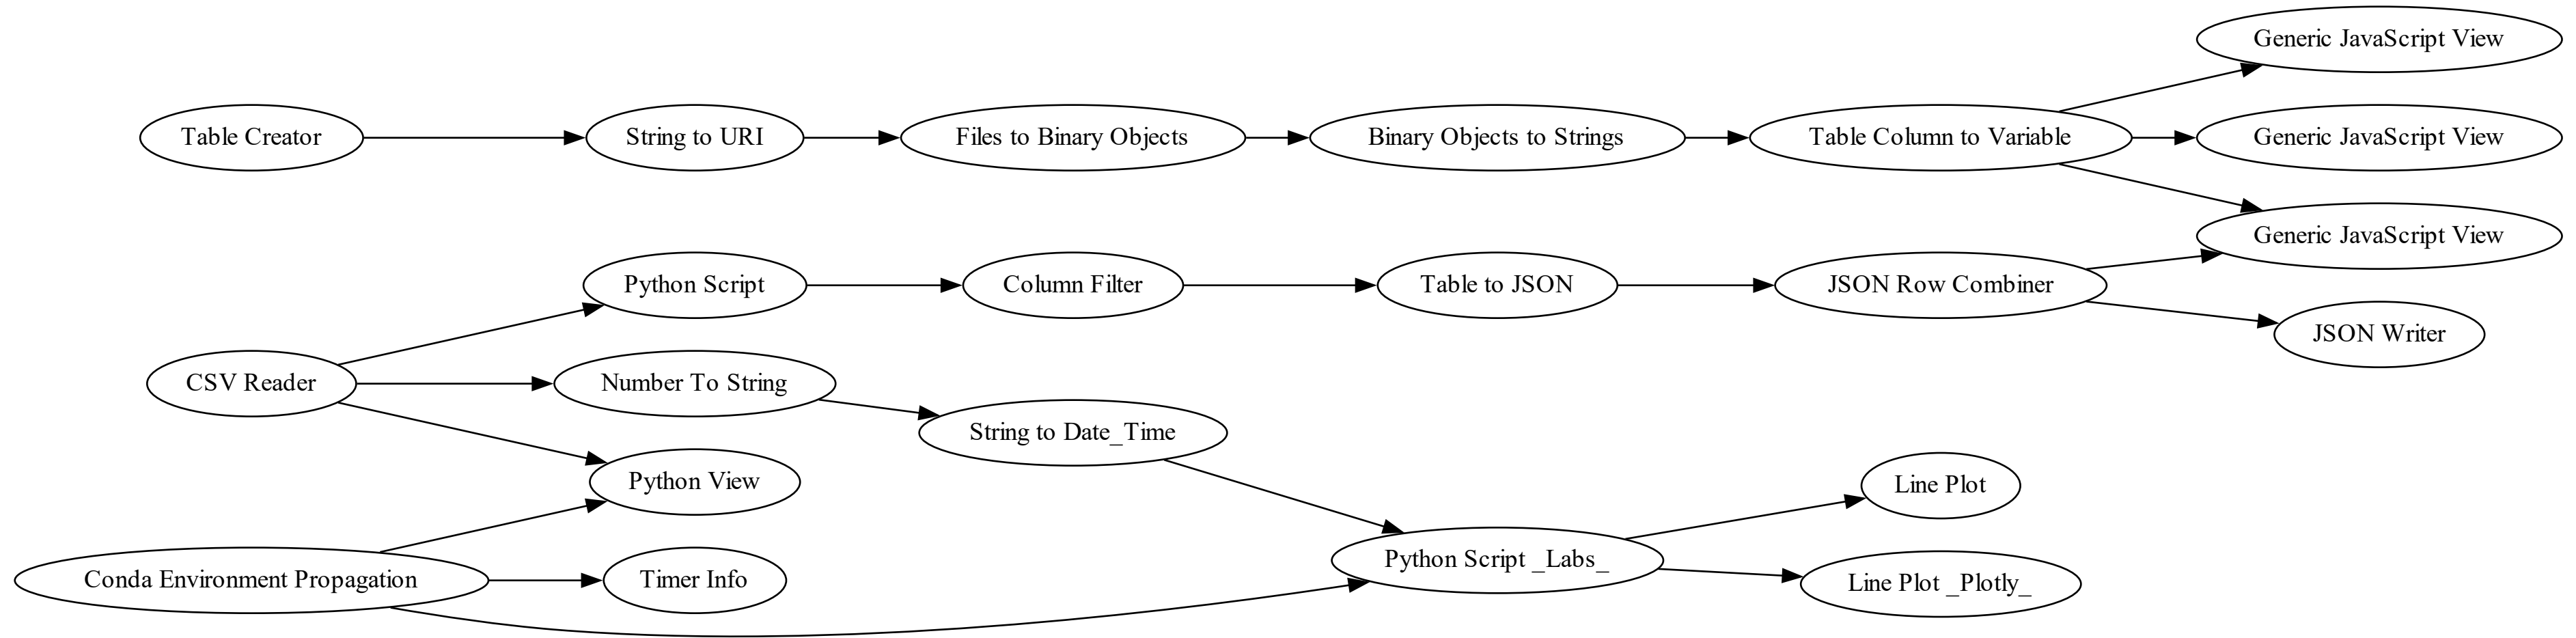 Generic JavaScript View
Table Creator
String to URI
Files to Binary Objects
Binary Objects to Strings
Table Column to Variable
Generic JavaScript View
Generic JavaScript View
Python Script
Column Filter
Table to JSON
JSON Row Combiner
JSON Writer
CSV Reader
Number To String
String to Date_Time
Python View
Line Plot
Conda Environment Propagation
Timer Info
Python Script _Labs_
Line Plot _Plotly_